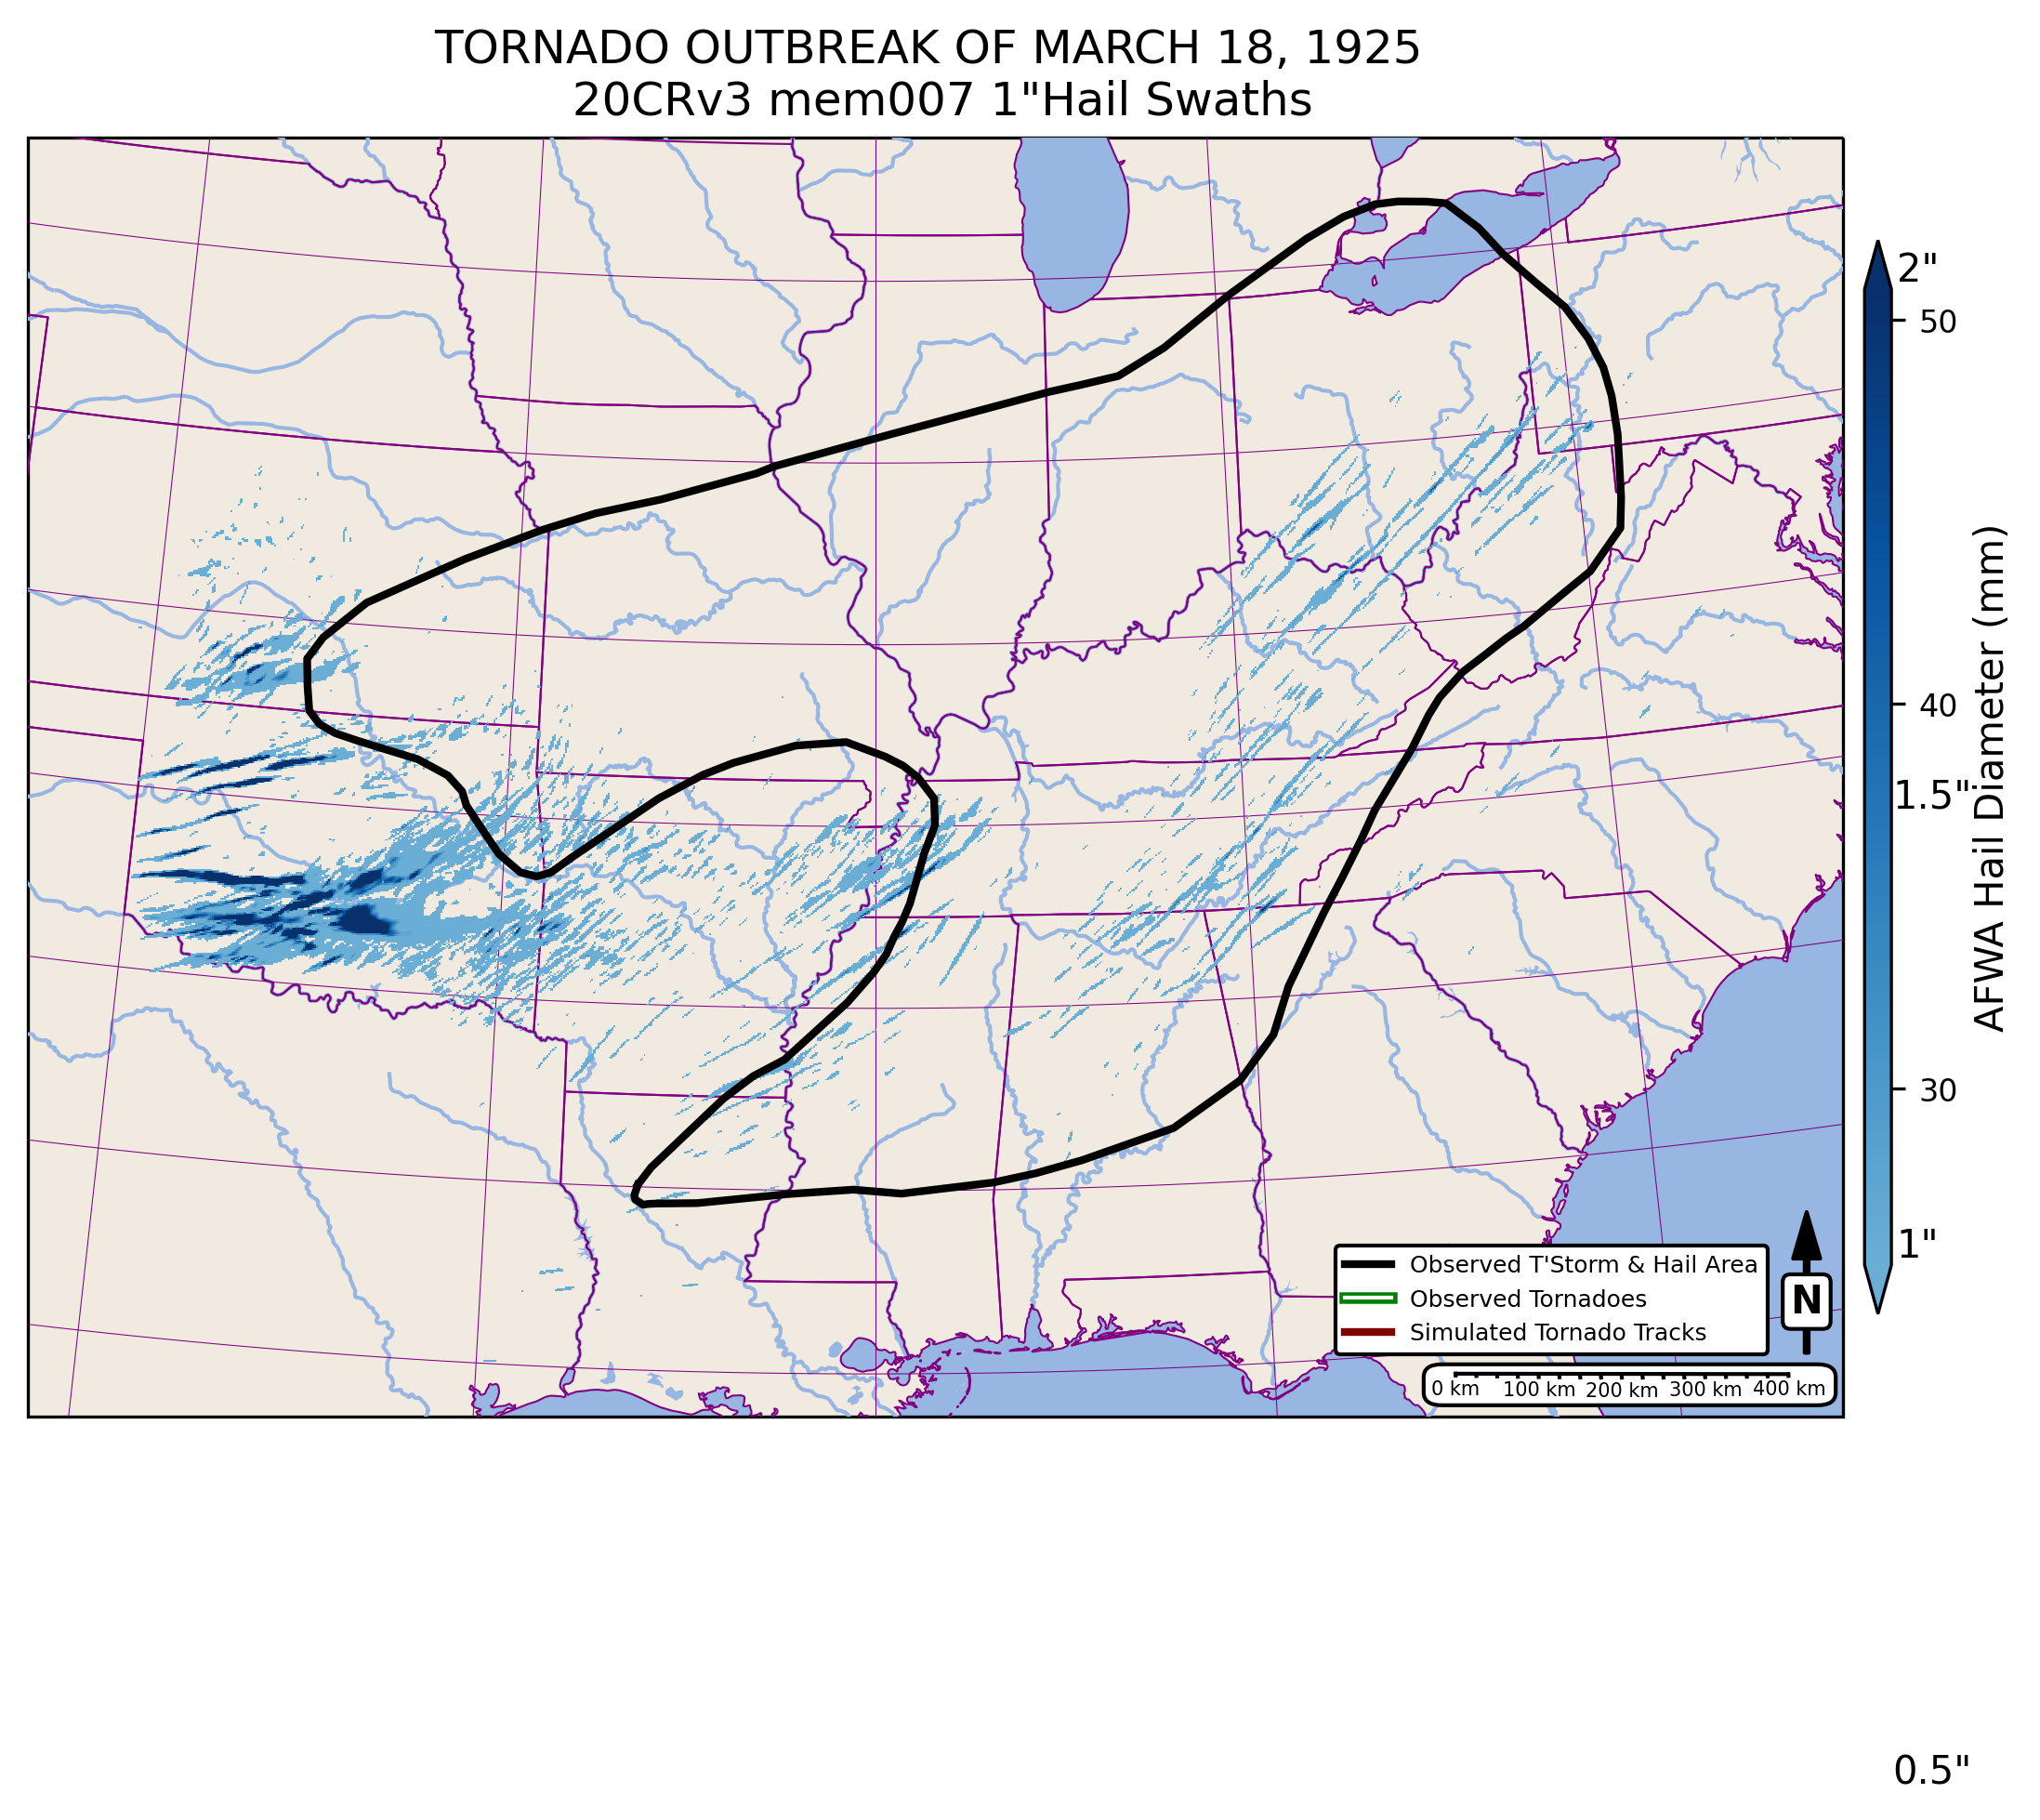 TORNADO OUTBREAK OF MARCH 18, 1925
20CRv3 mem007 1"Hail Swaths
2"
50
40
1.5"
30
1"
0.5"
AFWA Hail Diameter (mm)
Observed T'Storm & Hail Area
Observed Tornadoes
Simulated Tornado Tracks
N
0 km 100 km 200 km 300 km 400 km